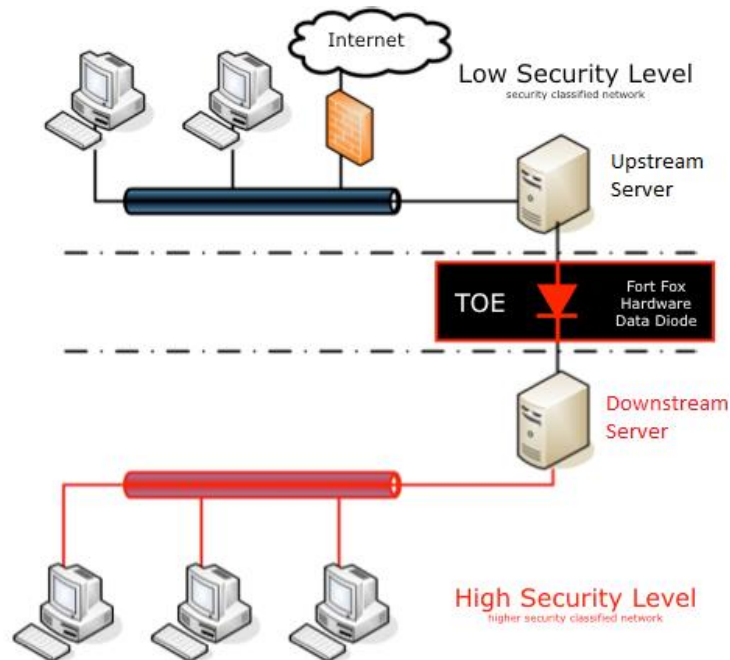 Internet
Low Security Level
security classified network
Upstream
Server
TOE
Fort Fox
Hardware
Data Diode
Downstream
Server
High Security Level
higher security classified network